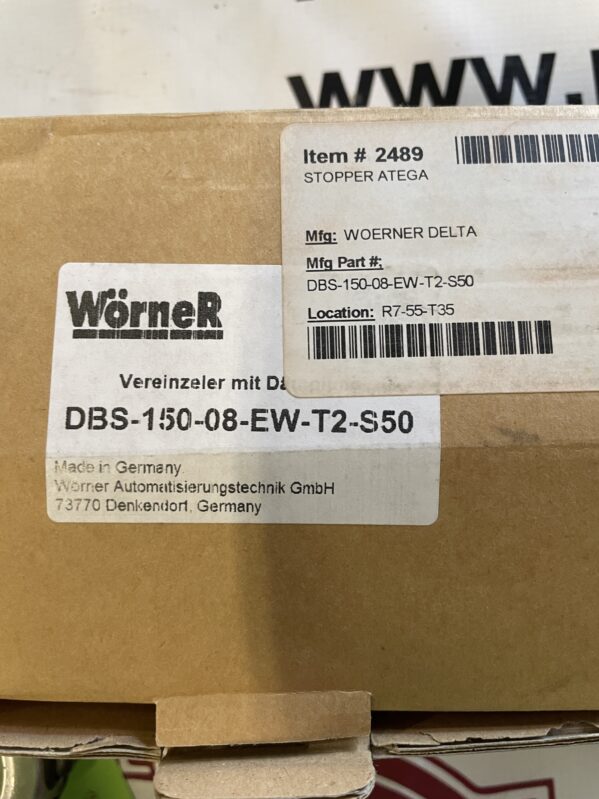 www.
Item # 2489
STOPPER ATEGA
Mfg: WOERNER DELTA
Mfg Part #:
DBS-150-08-EW-T2-S50
Location: R7-55-T35
WörneR
Vereinzeler mit
DBS-150-08-EW-T2-S50
Made in Germany
Wörner Automatisierungstechnik GmbH
73770 Denkendorf, Germany